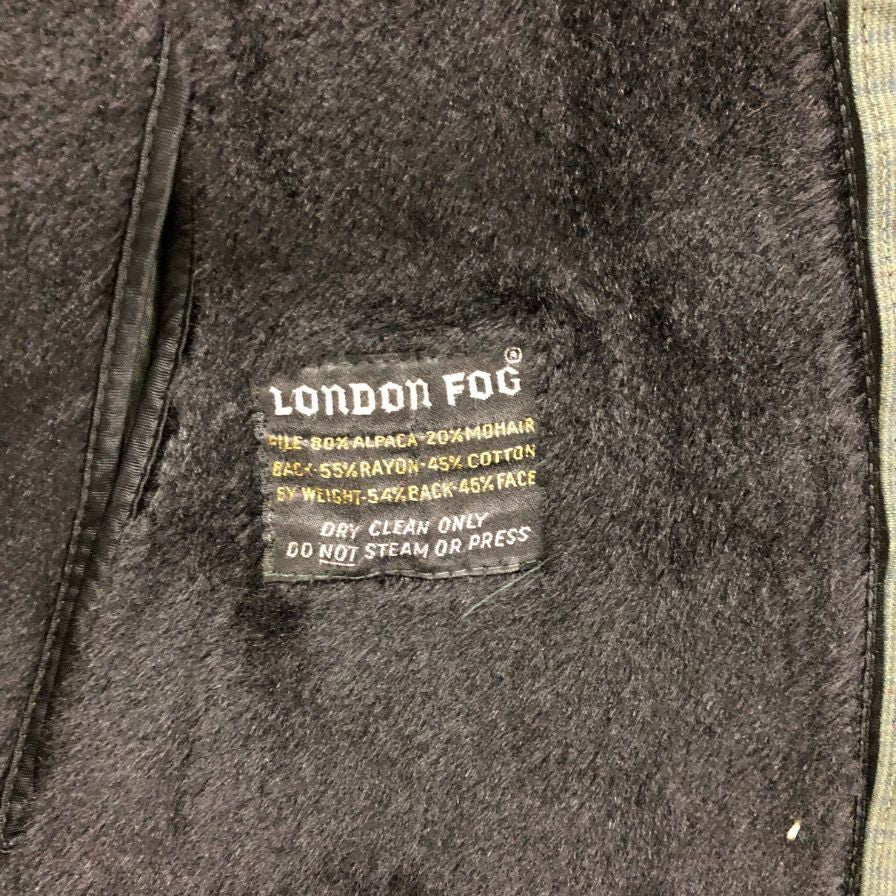 LONDON FOG®
PILE-80% ALPACA-20% MOHAIR
BACK-55% RAYON-45% COTTON
BY WEIGHT-54% BACK-46% FACE
DRY CLEAN ONLY
DO NOT STEAM OR PRESS